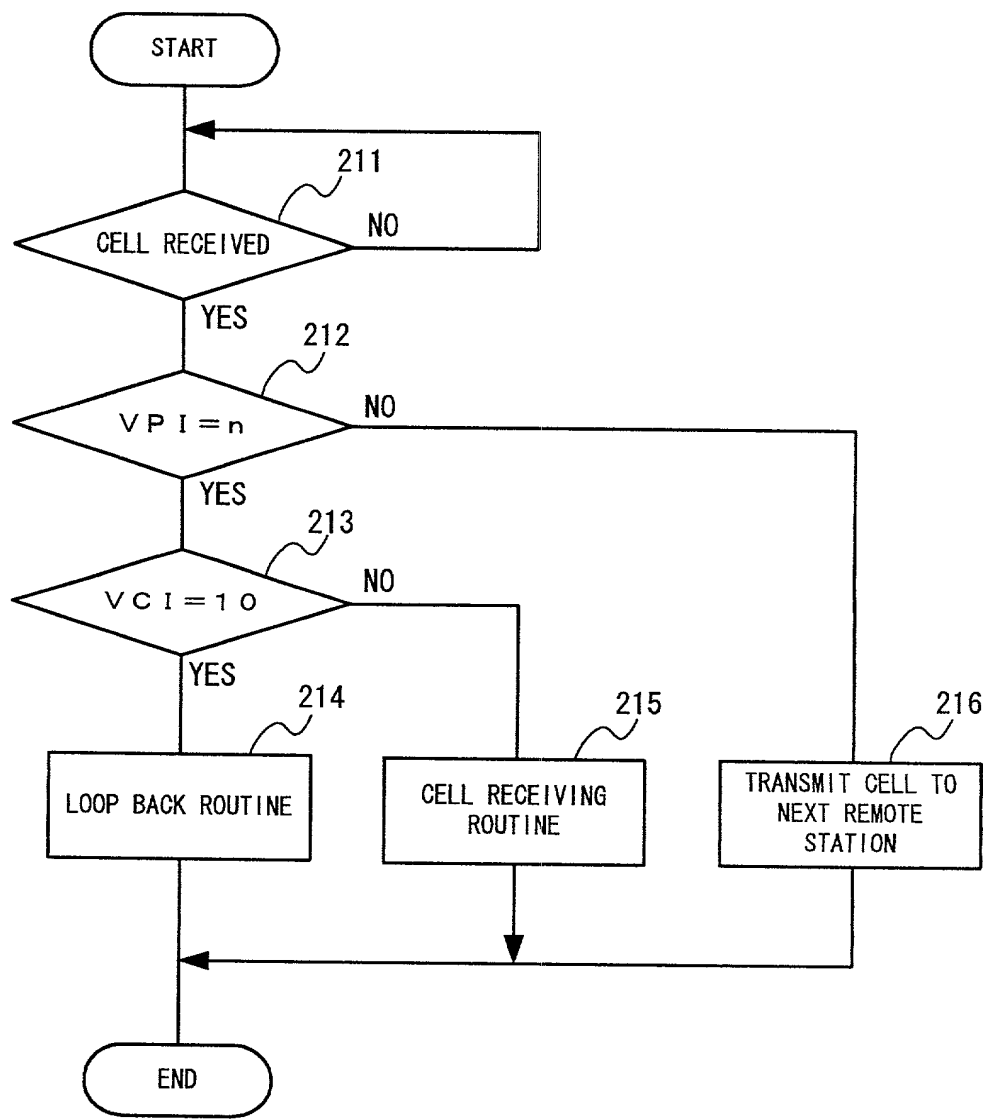 START
211
CELL RECEIVED
NO
YES
212
VPI=n
NO
YES
213
VCI=10
NO
YES
214
LOOP BACK ROUTINE
215
CELL RECEIVING
ROUTINE
216
TRANSMIT CELL TO
NEXT REMOTE
STATION
END